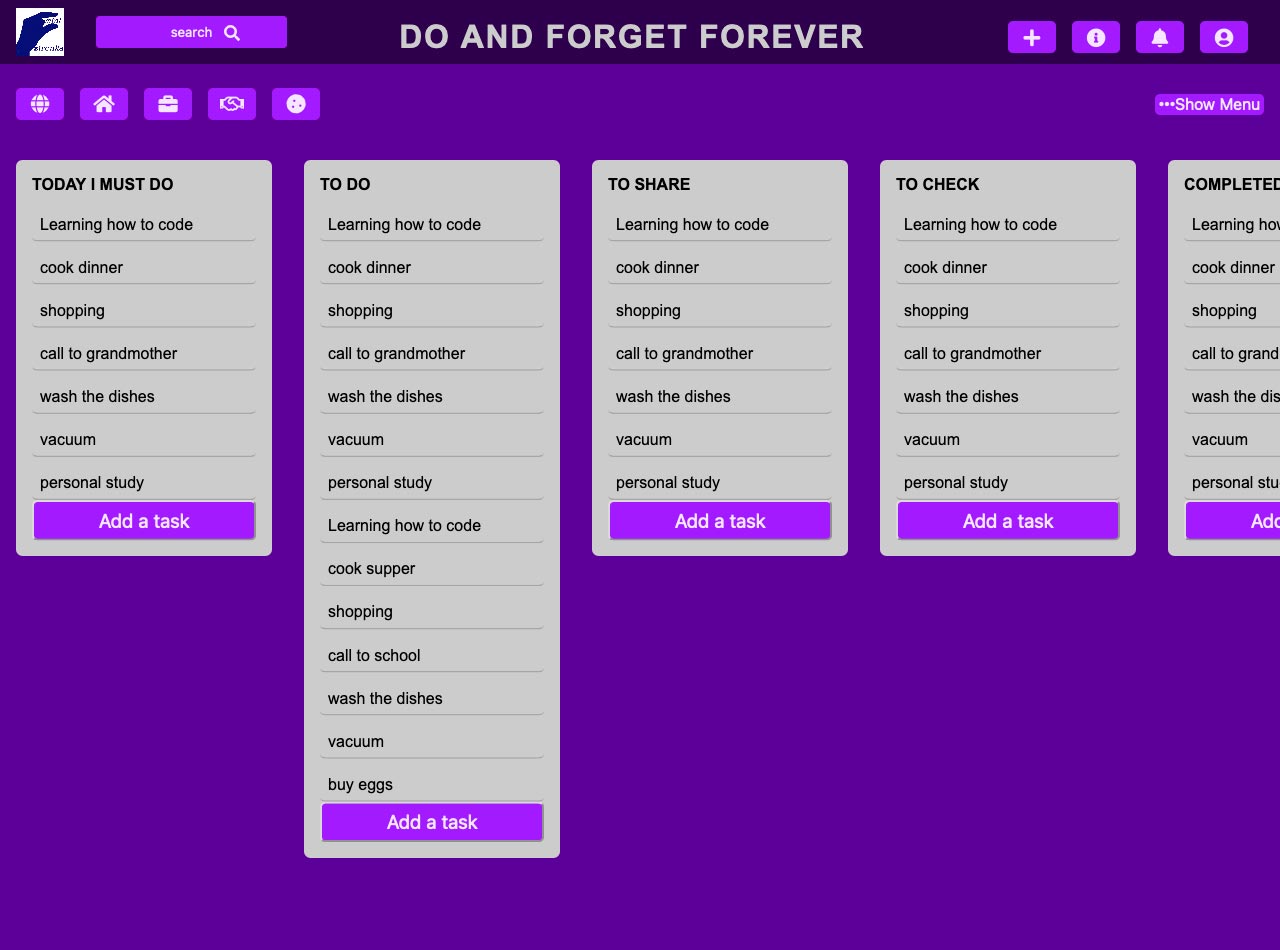 search
DO AND FORGET FOREVER
•••Show Menu
TODAY I MUST DO
Learning how to code
cook dinner
shopping
call to grandmother
wash the dishes
vacuum
personal study
Add a task
TO DO
Learning how to code
cook dinner
shopping
call to grandmother
wash the dishes
vacuum
personal study
Learning how to code
cook supper
shopping
call to school
wash the dishes
vacuum
buy eggs
Add a task
TO SHARE
Learning how to code
cook dinner
shopping
call to grandmother
wash the dishes
vacuum
personal study
Add a task
TO CHECK
Learning how to code
cook dinner
shopping
call to grandmother
wash the dishes
vacuum
personal study
Add a task
COMPLETED
Learning how
cook dinner
shopping
call to grand
wash the dis
vacuum
personal stu
Add